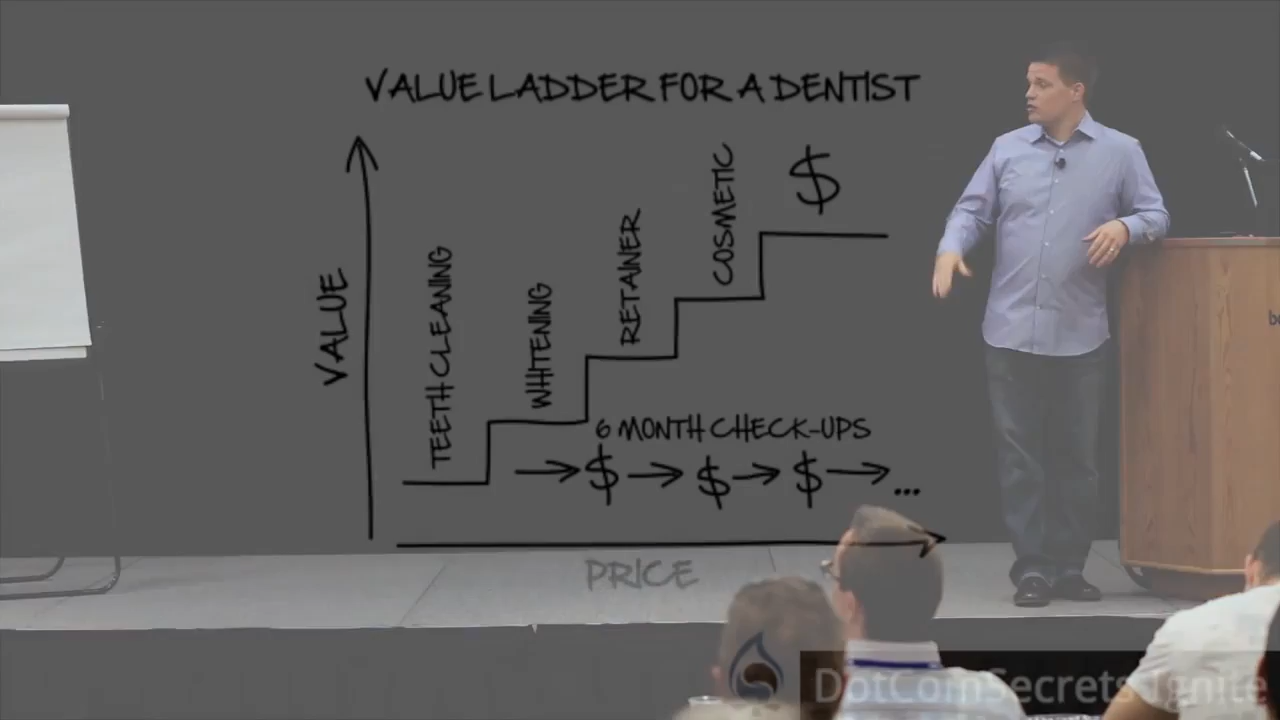 VALUE LADDER FOR A DENTIST
VALUE
TEETH CLEANING
WHITENING
RETAINER
COSMETIC
$
6 MONTH CHECK-UPS
→ $ → $ → $ → ...
PRICE
DotComSecrets Ignite